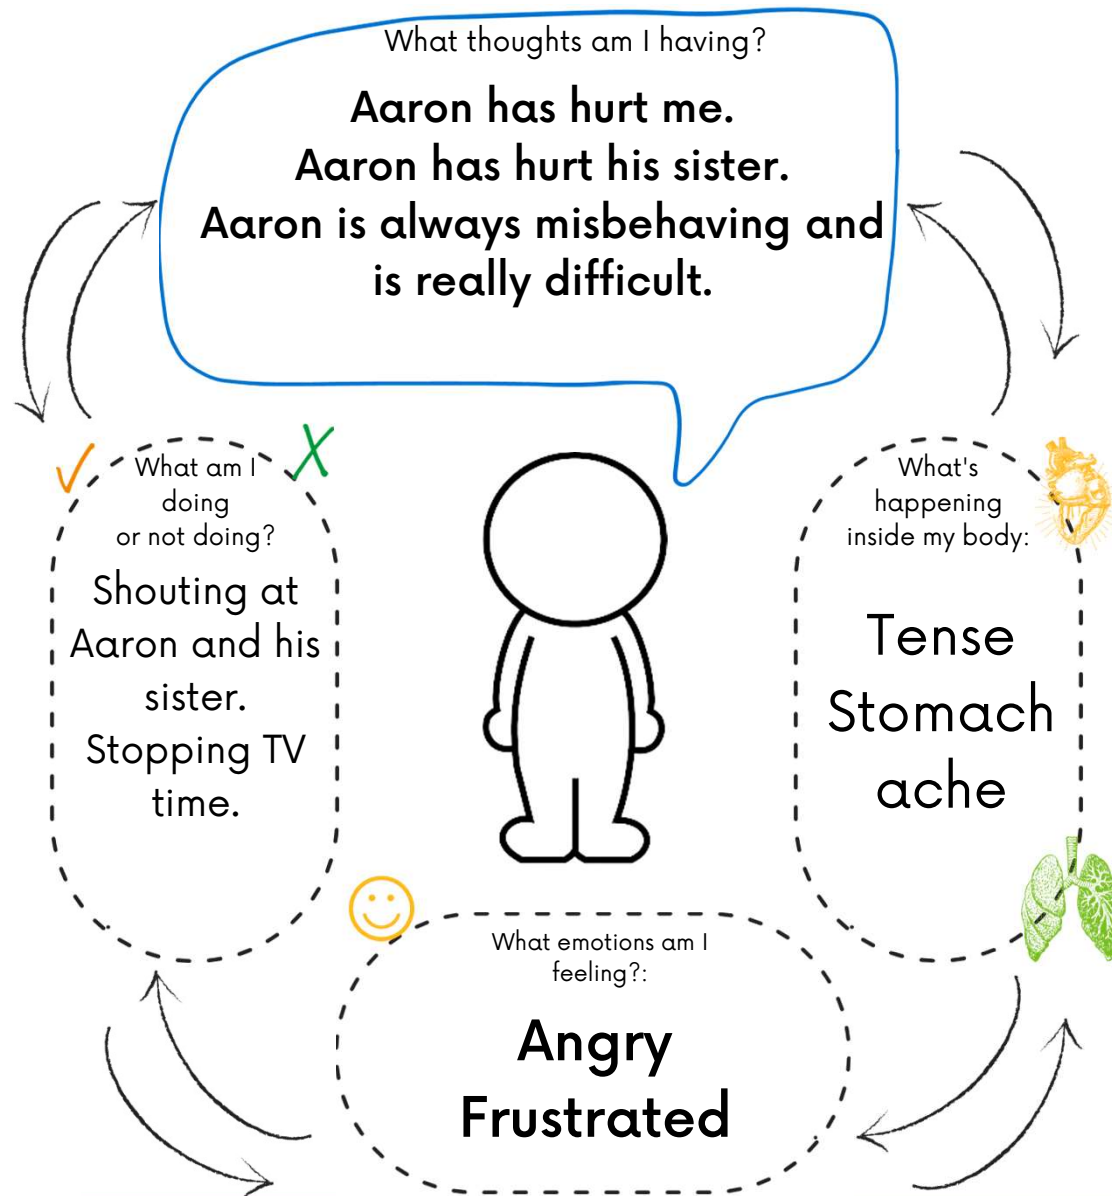 What thoughts am I having?
Aaron has hurt me.
Aaron has hurt his sister.
Aaron is always misbehaving and
is really difficult.
What am I
doing
or not doing?
Shouting at
Aaron and his
sister.
Stopping TV
time.
What's
happening
inside my body:
Tense
Stomach
ache
What emotions am I
feeling?:
Angry
Frustrated